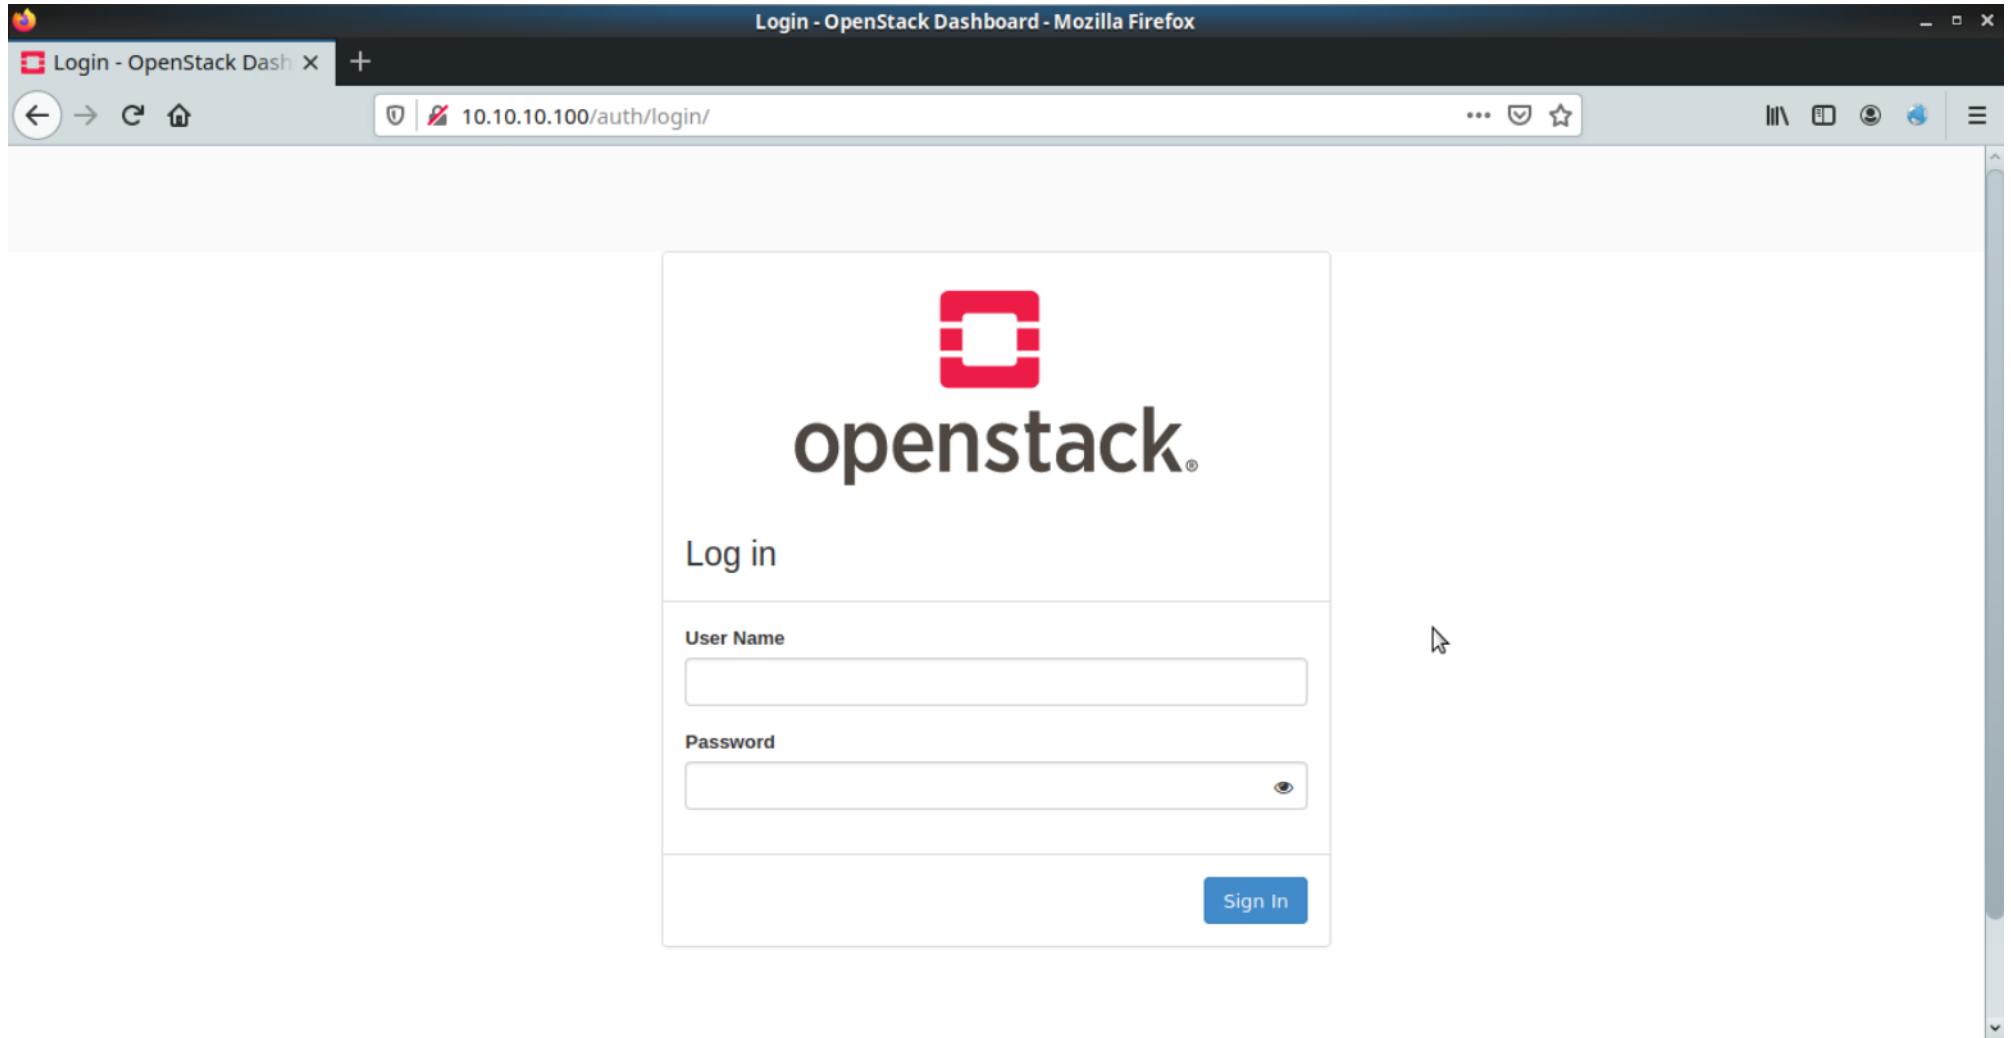 Login - OpenStack Dashboard - Mozilla Firefox
Login - OpenStack Dash
10.10.10.100/auth/login/
openstack®
Log in
User Name
Password
Sign In